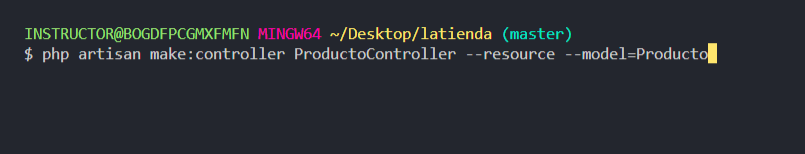 INSTRUCTOR@BOGDFPCGMXFMFN MINGW64 ~/Desktop/latienda (master)
$ php artisan make:controller ProductoController --resource --model=Producto